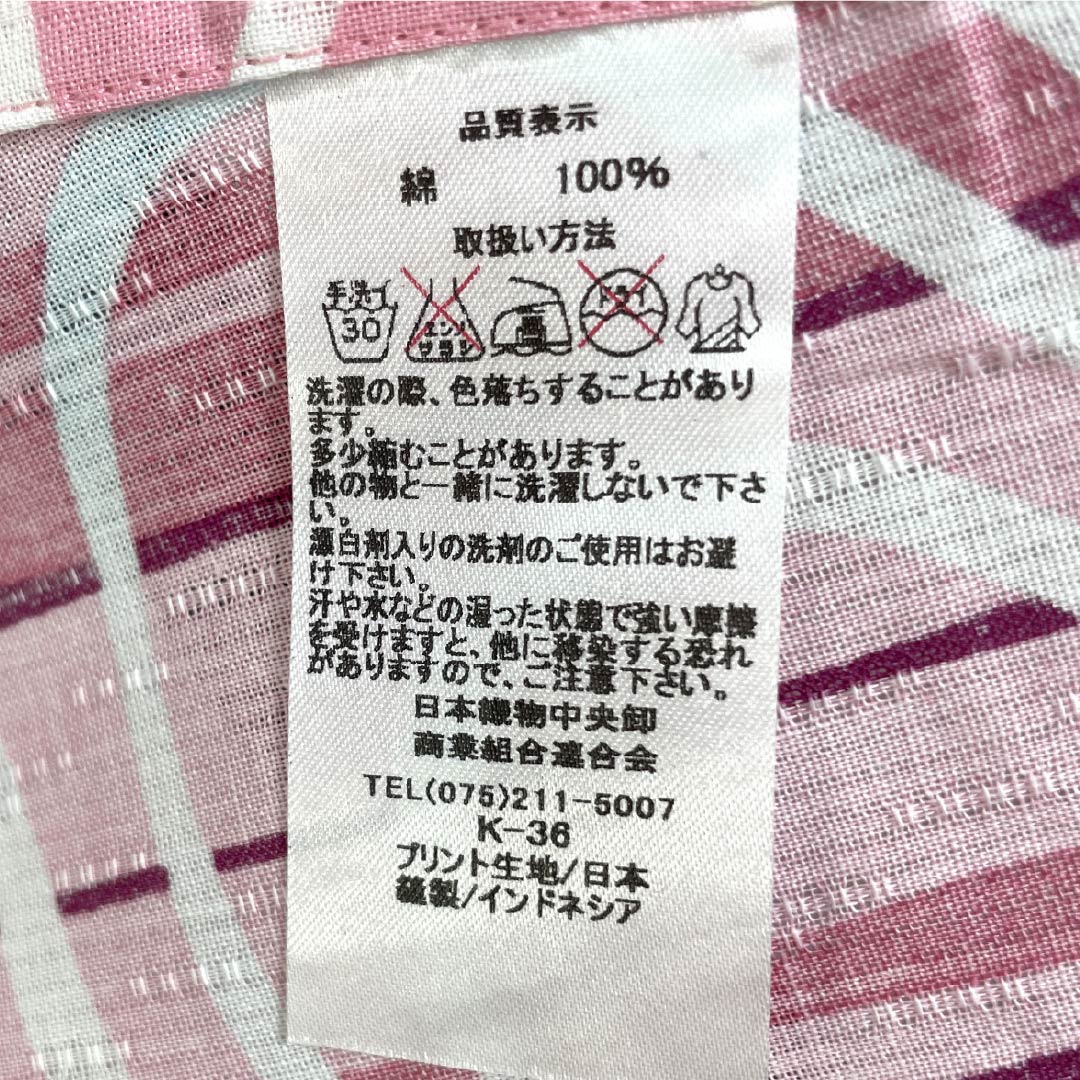 品質表示
綿 100%
取扱い方法
手洗イ 30 エンソ サラシ 高 ドライ
洗濯の際、色落ちすることがあり
ます。
多少縮むことがあります。
他の物と一緒に洗濯しないで下さ
い。
漂白剤入りの洗剤のご使用はお避
け下さい。
汗や水などの湿った状態で強い摩擦
を受けますと、他に移染する恐れ
がありますので、ご注意下さい。
日本織物中央卸
商業組合連合会
TEL(075)211-5007
K-36
プリント生地/日本
縫製/インドネシア